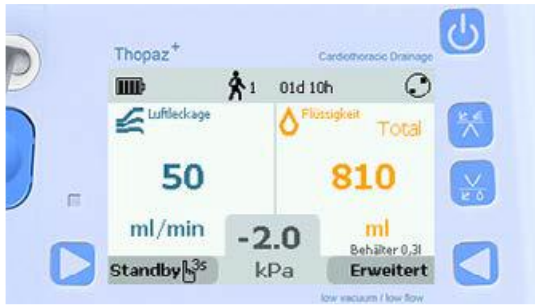 Thopaz+
Cardiothoracic Drainage
1 01d 10h
Luftleckage
Flüssigkeit
Total
50
810
ml/min
ml
-2.0
Behälter 0,3l
Standby 3s
kPa
Erweitert
low vacuum / low flow